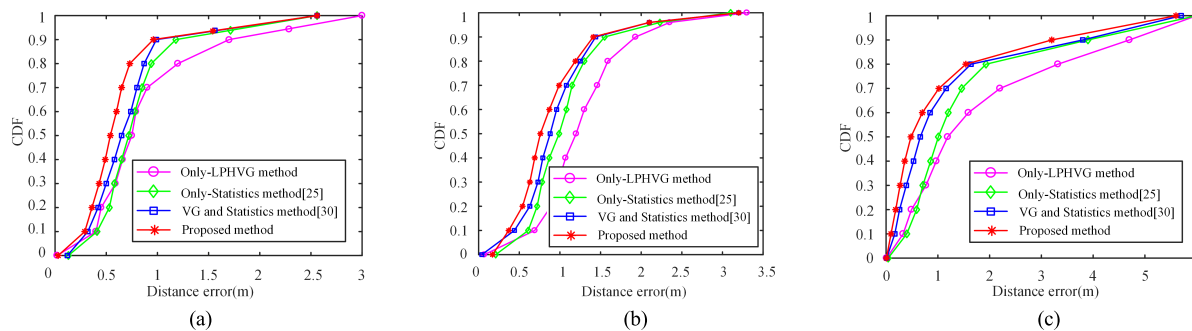 CDF
1
0.9
0.8
0.7
0.6
0.5
0.4
0.3
0.2
0.1
0
0.5
1
1.5
2
2.5
3
Distance error(m)
Only-LPHVG method
Only-Statistics method[25]
VG and Statistics method[30]
Proposed method
(a)
CDF
1
0.9
0.8
0.7
0.6
0.5
0.4
0.3
0.2
0.1
0
0
0.5
1
1.5
2
2.5
3
3.5
Distance error(m)
Only-LPHVG method
Only-Statistics method[25]
VG and Statistics method[30]
Proposed method
(b)
CDF
1
0.9
0.8
0.7
0.6
0.5
0.4
0.3
0.2
0.1
0
0
1
2
3
4
5
Distance error(m)
Only-LPHVG method
Only-Statistics method[25]
VG and Statistics method[30]
Proposed method
(c)